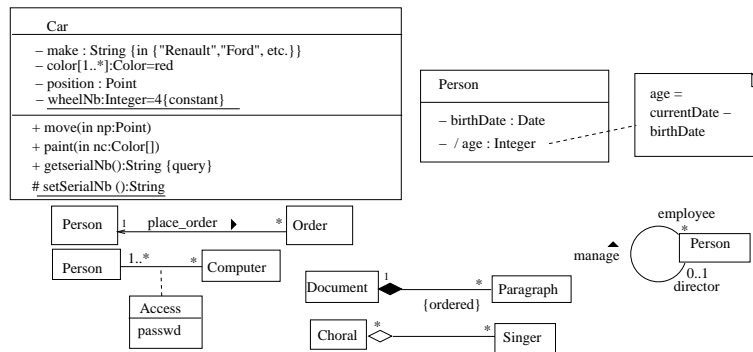 Car
– make : String {in {"Renault","Ford", etc.}}
– color[1..*]:Color=red
– position : Point
– wheelNb:Integer=4{constant}
+ move(in np:Point)
+ paint(in nc:Color[])
+ getserialNb():String {query}
# setSerialNb ():String
Person
– birthDate : Date
– / age : Integer
age =
currentDate –
birthDate
Person 1 place_order * Order
Person 1..* * Computer
Access
passwd
Document 1 * Paragraph
{ordered}
Choral * * Singer
employee
*
manage Person
0..1
director